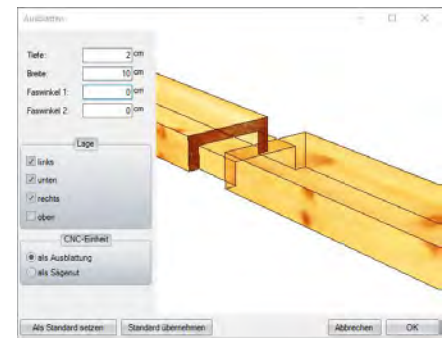 Ausblatten
Tiefe: 2 cm
Breite: 10 cm
Faswinkel 1: 0 cm
Faswinkel 2: 0 cm
Lage
links
unten
rechts
oben
CNC-Einheit
als Ausblattung
als Sägenut
Als Standard setzen Standard übernehmen Abbrechen OK